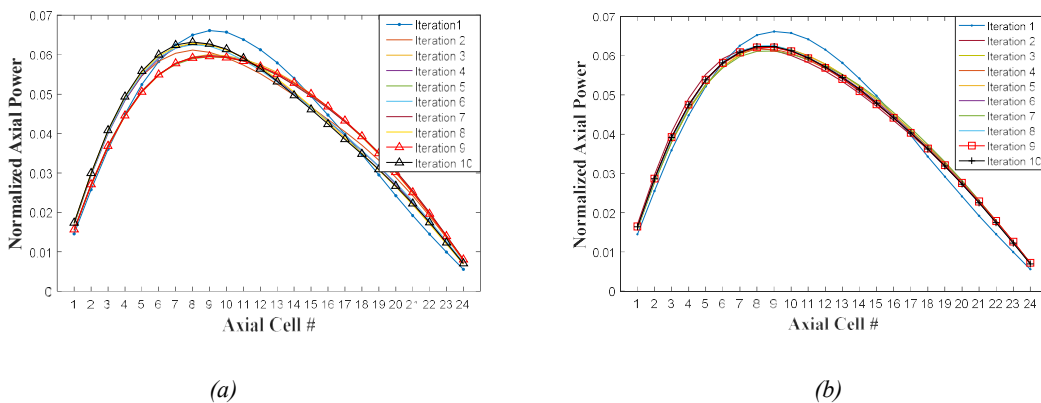 0.07
0.06
0.05
0.04
0.03
0.02
0.01
0
Normalized Axial Power
1 2 3 4 5 6 7 8 9 10 11 12 13 14 15 16 17 18 19 20 21 22 23 24
Axial Cell #
Iteration1
Iteration 2
Iteration 3
Iteration 4
Iteration 5
Iteration 6
Iteration 7
Iteration 8
Iteration 9
Iteration 10
(a)
0.07
0.06
0.05
0.04
0.03
0.02
0.01
0
Normalized Axial Power
1 2 3 4 5 6 7 8 9 10 11 12 13 14 15 16 17 18 19 20 21 22 23 24
Axial Cell #
Iteration 1
Iteration 2
Iteration 3
Iteration 4
Iteration 5
Iteration 6
Iteration 7
Iteration 8
Iteration 9
Iteration 10
(b)